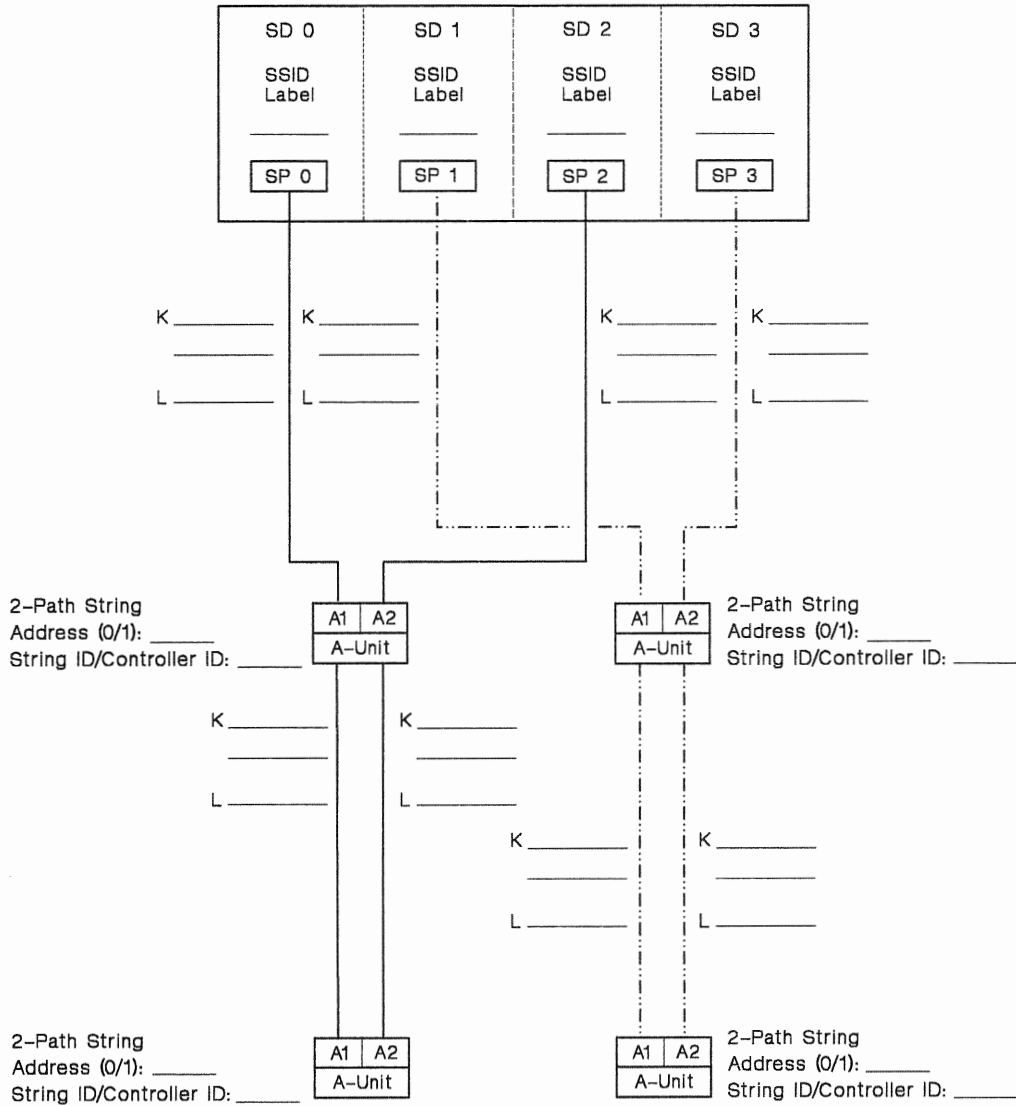 SD 0 SD 1 SD 2 SD 3
SSID SSID SSID SSID
Label Label Label Label
SP 0 SP 1 SP 2 SP 3
K K K K
L L L L
2-Path String
Address (0/1):
String ID/Controller ID:
A1 A2
A-Unit
A1 A2
A-Unit
2-Path String
Address (0/1):
String ID/Controller ID:
K K
L L
K K
L L
2-Path String
Address (0/1):
String ID/Controller ID:
A1 A2
A-Unit
A1 A2
A-Unit
2-Path String
Address (0/1):
String ID/Controller ID: